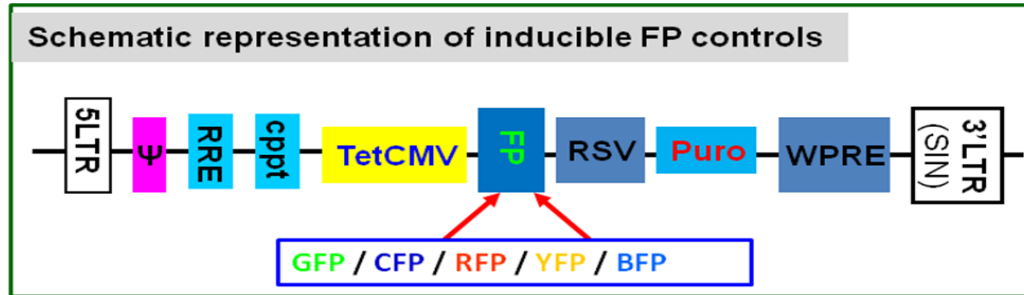 Schematic representation of inducible FP controls
5LTR
Ψ
RRE
cppt
TetCMV
FP
RSV
Puro
WPRE
3'LTR
(SIN)
GFP / CFP / RFP / YFP / BFP